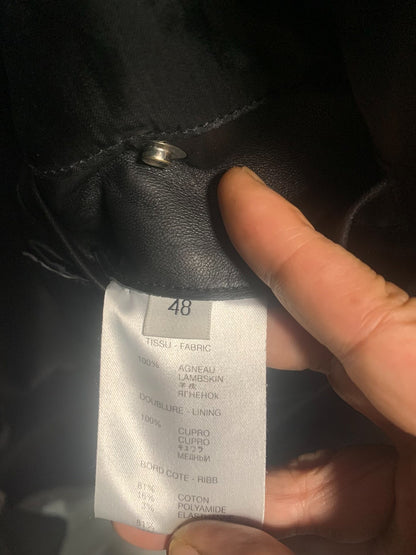 48
TISSU - FABRIC
100% AGNEAU
LAMBSKIN
羊皮
ЯГНЕНОК
DOUBLURE - LINING
100% CUPRO
CUPRO
キュプラ
МЕДНЫЙ
BORD COTE - RIBB
81% COTON
16% POLYAMIDE
3%
81%